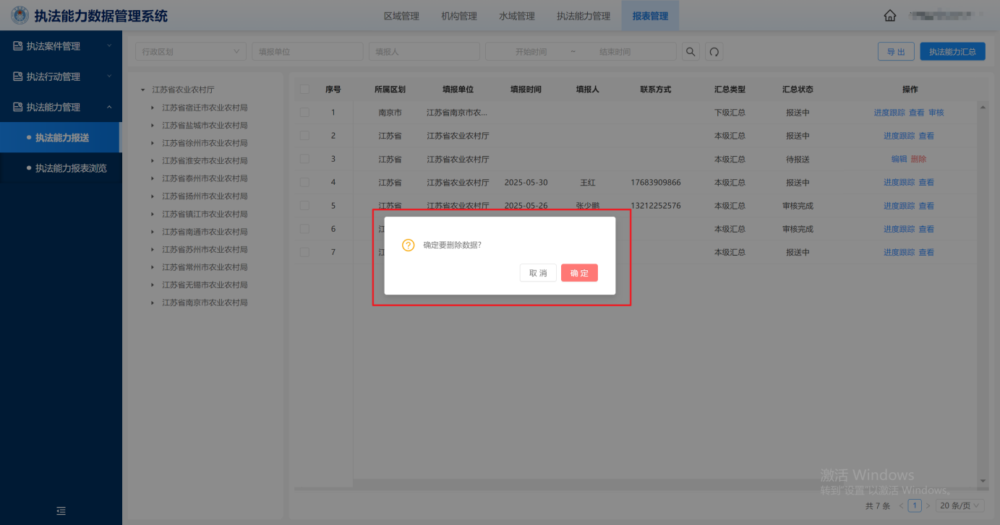 执法能力数据管理系统 区域管理 机构管理 水域管理 执法能力管理 报表管理
执法案件管理
执法行动管理
执法能力管理
执法能力报送
执法能力报表浏览
行政区划 填报单位 填报人 开始时间 ~ 结束时间 导 出 执法能力汇总
江苏省农业农村厅
江苏省宿迁市农业农村局
江苏省盐城市农业农村局
江苏省徐州市农业农村局
江苏省淮安市农业农村局
江苏省泰州市农业农村局
江苏省扬州市农业农村局
江苏省镇江市农业农村局
江苏省南通市农业农村局
江苏省苏州市农业农村局
江苏省常州市农业农村局
江苏省无锡市农业农村局
江苏省南京市农业农村局
序号 所属区划 填报单位 填报时间 填报人 联系方式 汇总类型 汇总状态 操作
1 南京市 江苏省南京市农... 下级汇总 报送中 进度跟踪 查看 审核
2 江苏省 江苏省农业农村厅 本级汇总 报送中 进度跟踪 查看
3 江苏省 江苏省农业农村厅 本级汇总 待报送 编辑 删除
4 江苏省 江苏省农业农村厅 2025-05-30 王红 17683909866 本级汇总 报送中 进度跟踪 查看
5 江苏省 江苏省农业农村厅 2025-05-26 张少鹏 13212252576 本级汇总 审核完成 进度跟踪 查看
6 江 本级汇总 审核完成 进度跟踪 查看
7 江 本级汇总 报送中 进度跟踪 查看
确定要删除数据?
取 消 确 定
激活 Windows
转到"设置"以激活 Windows。
共 7 条 < 1 > 20 条/页